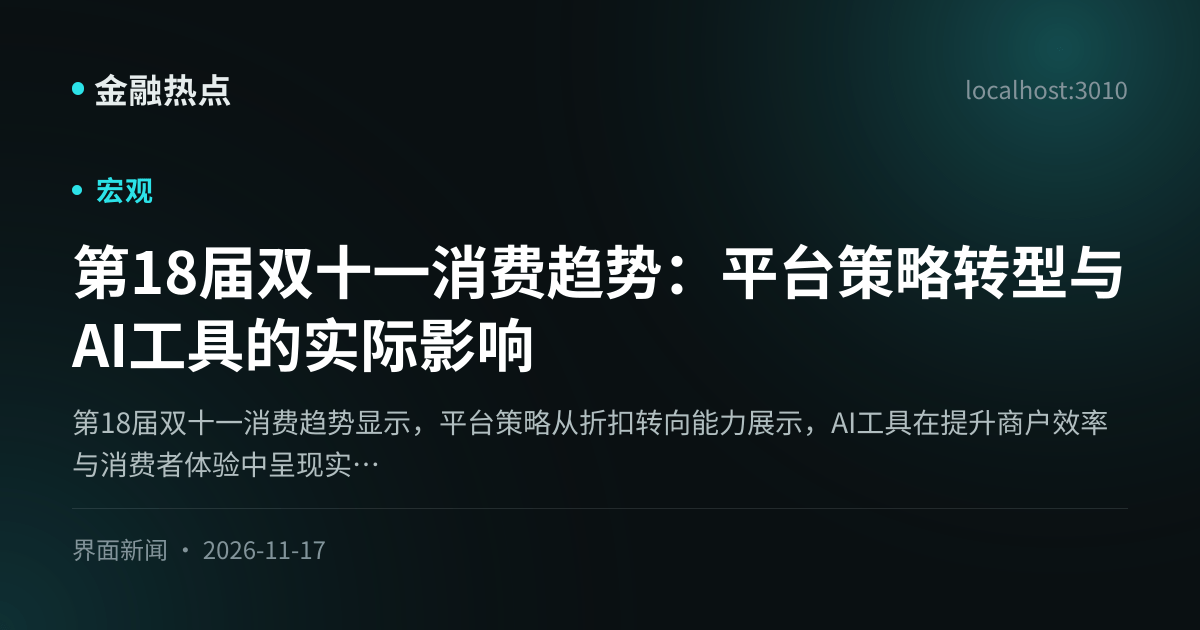 金融热点
localhost:3010
宏观
第18届双十一消费趋势：平台策略转型与
AI工具的实际影响
第18届双十一消费趋势显示，平台策略从折扣转向能力展示，AI工具在提升商户效率
与消费者体验中呈现实…
界面新闻 • 2026-11-17